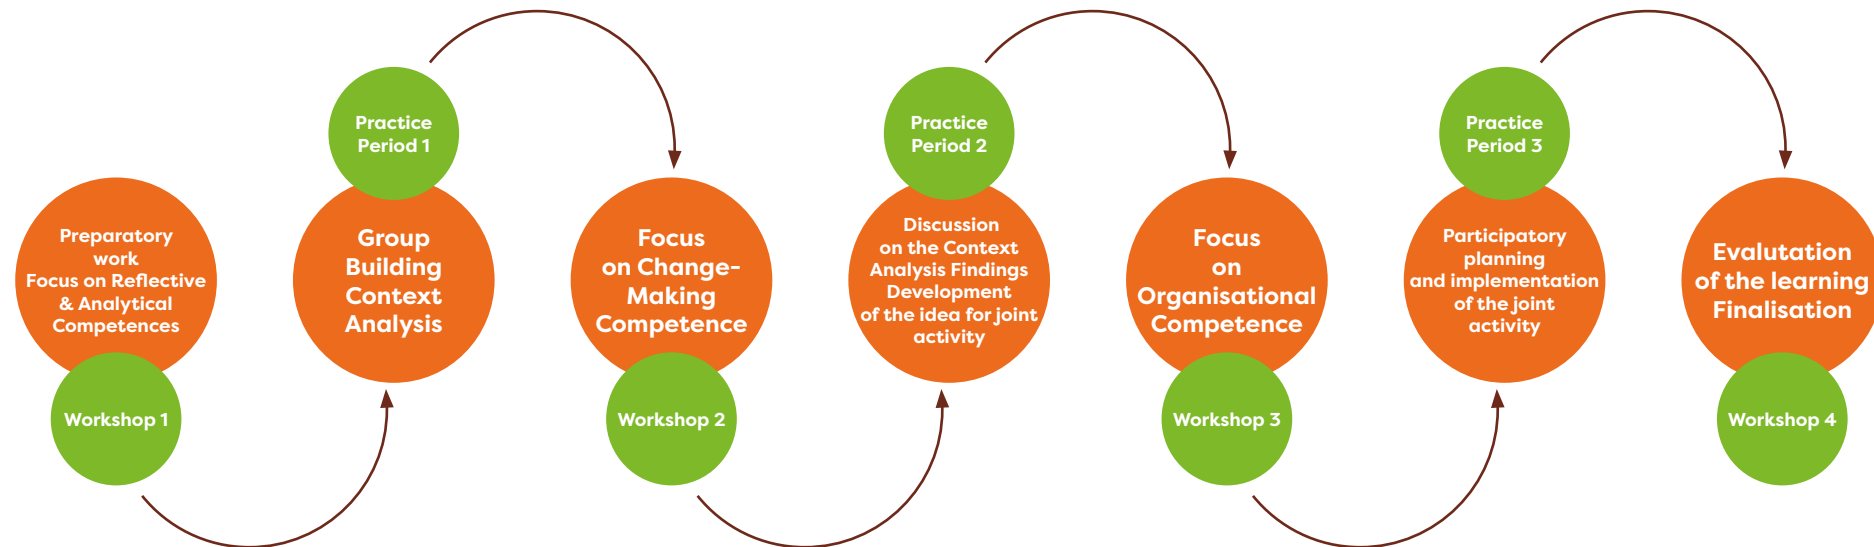 Preparatory
work
Focus on Reflective
& Analytical
Competences
Workshop 1
Practice
Period 1
Group
Building
Context
Analysis
Focus
on Change-
Making
Competence
Workshop 2
Practice
Period 2
Discussion
on the Context
Analysis Findings
Development
of the idea for joint
activity
Focus
on
Organisational
Competence
Workshop 3
Practice
Period 3
Participatory
planning
and implementation
of the joint
activity
Evalutation
of the learning
Finalisation
Workshop 4